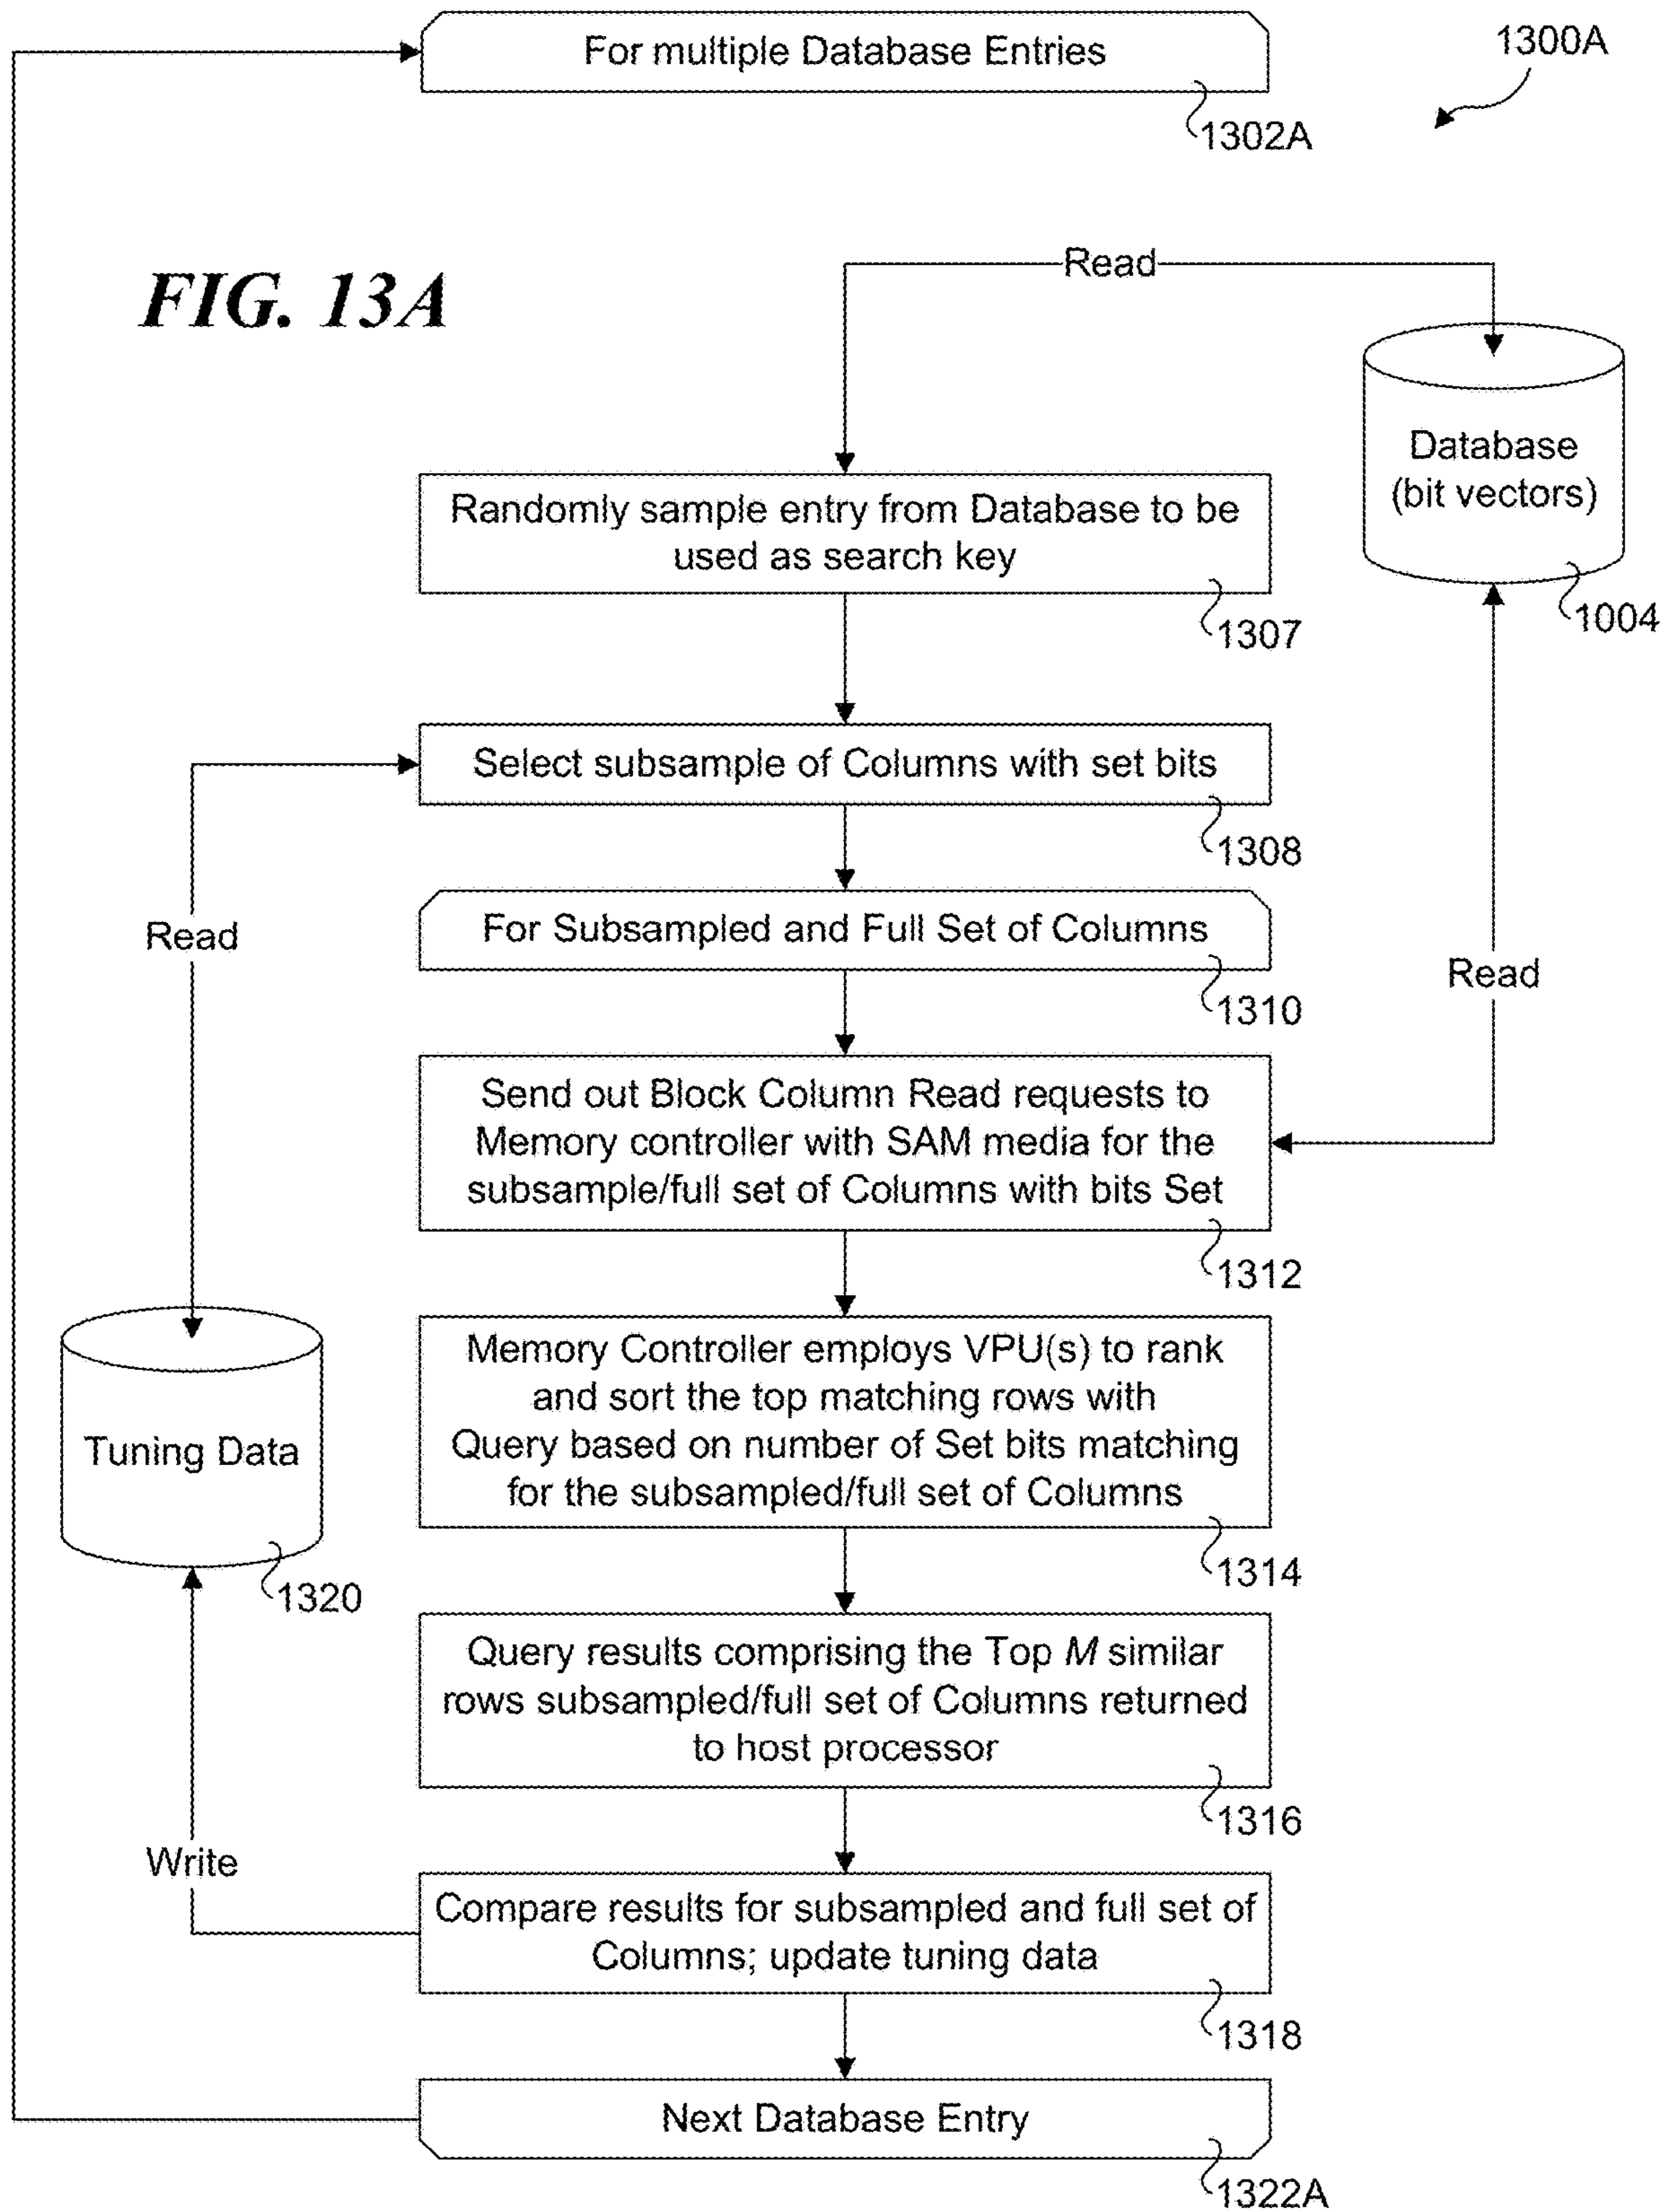 For multiple Database Entries
1300A
1302A
Read
FIG. 13A
Database
(bit vectors)
1004
Randomly sample entry from Database to be
used as search key
1307
Select subsample of Columns with set bits
1308
For Subsampled and Full Set of Columns
1310
Read
Read
Send out Block Column Read requests to
Memory controller with SAM media for the
subsample/full set of Columns with bits Set
1312
Memory Controller employs VPU(s) to rank
and sort the top matching rows with
Query based on number of Set bits matching
for the subsampled/full set of Columns
1314
Tuning Data
1320
Query results comprising the Top M similar
rows subsampled/full set of Columns returned
to host processor
1316
Write
Compare results for subsampled and full set of
Columns; update tuning data
1318
Next Database Entry
1322A